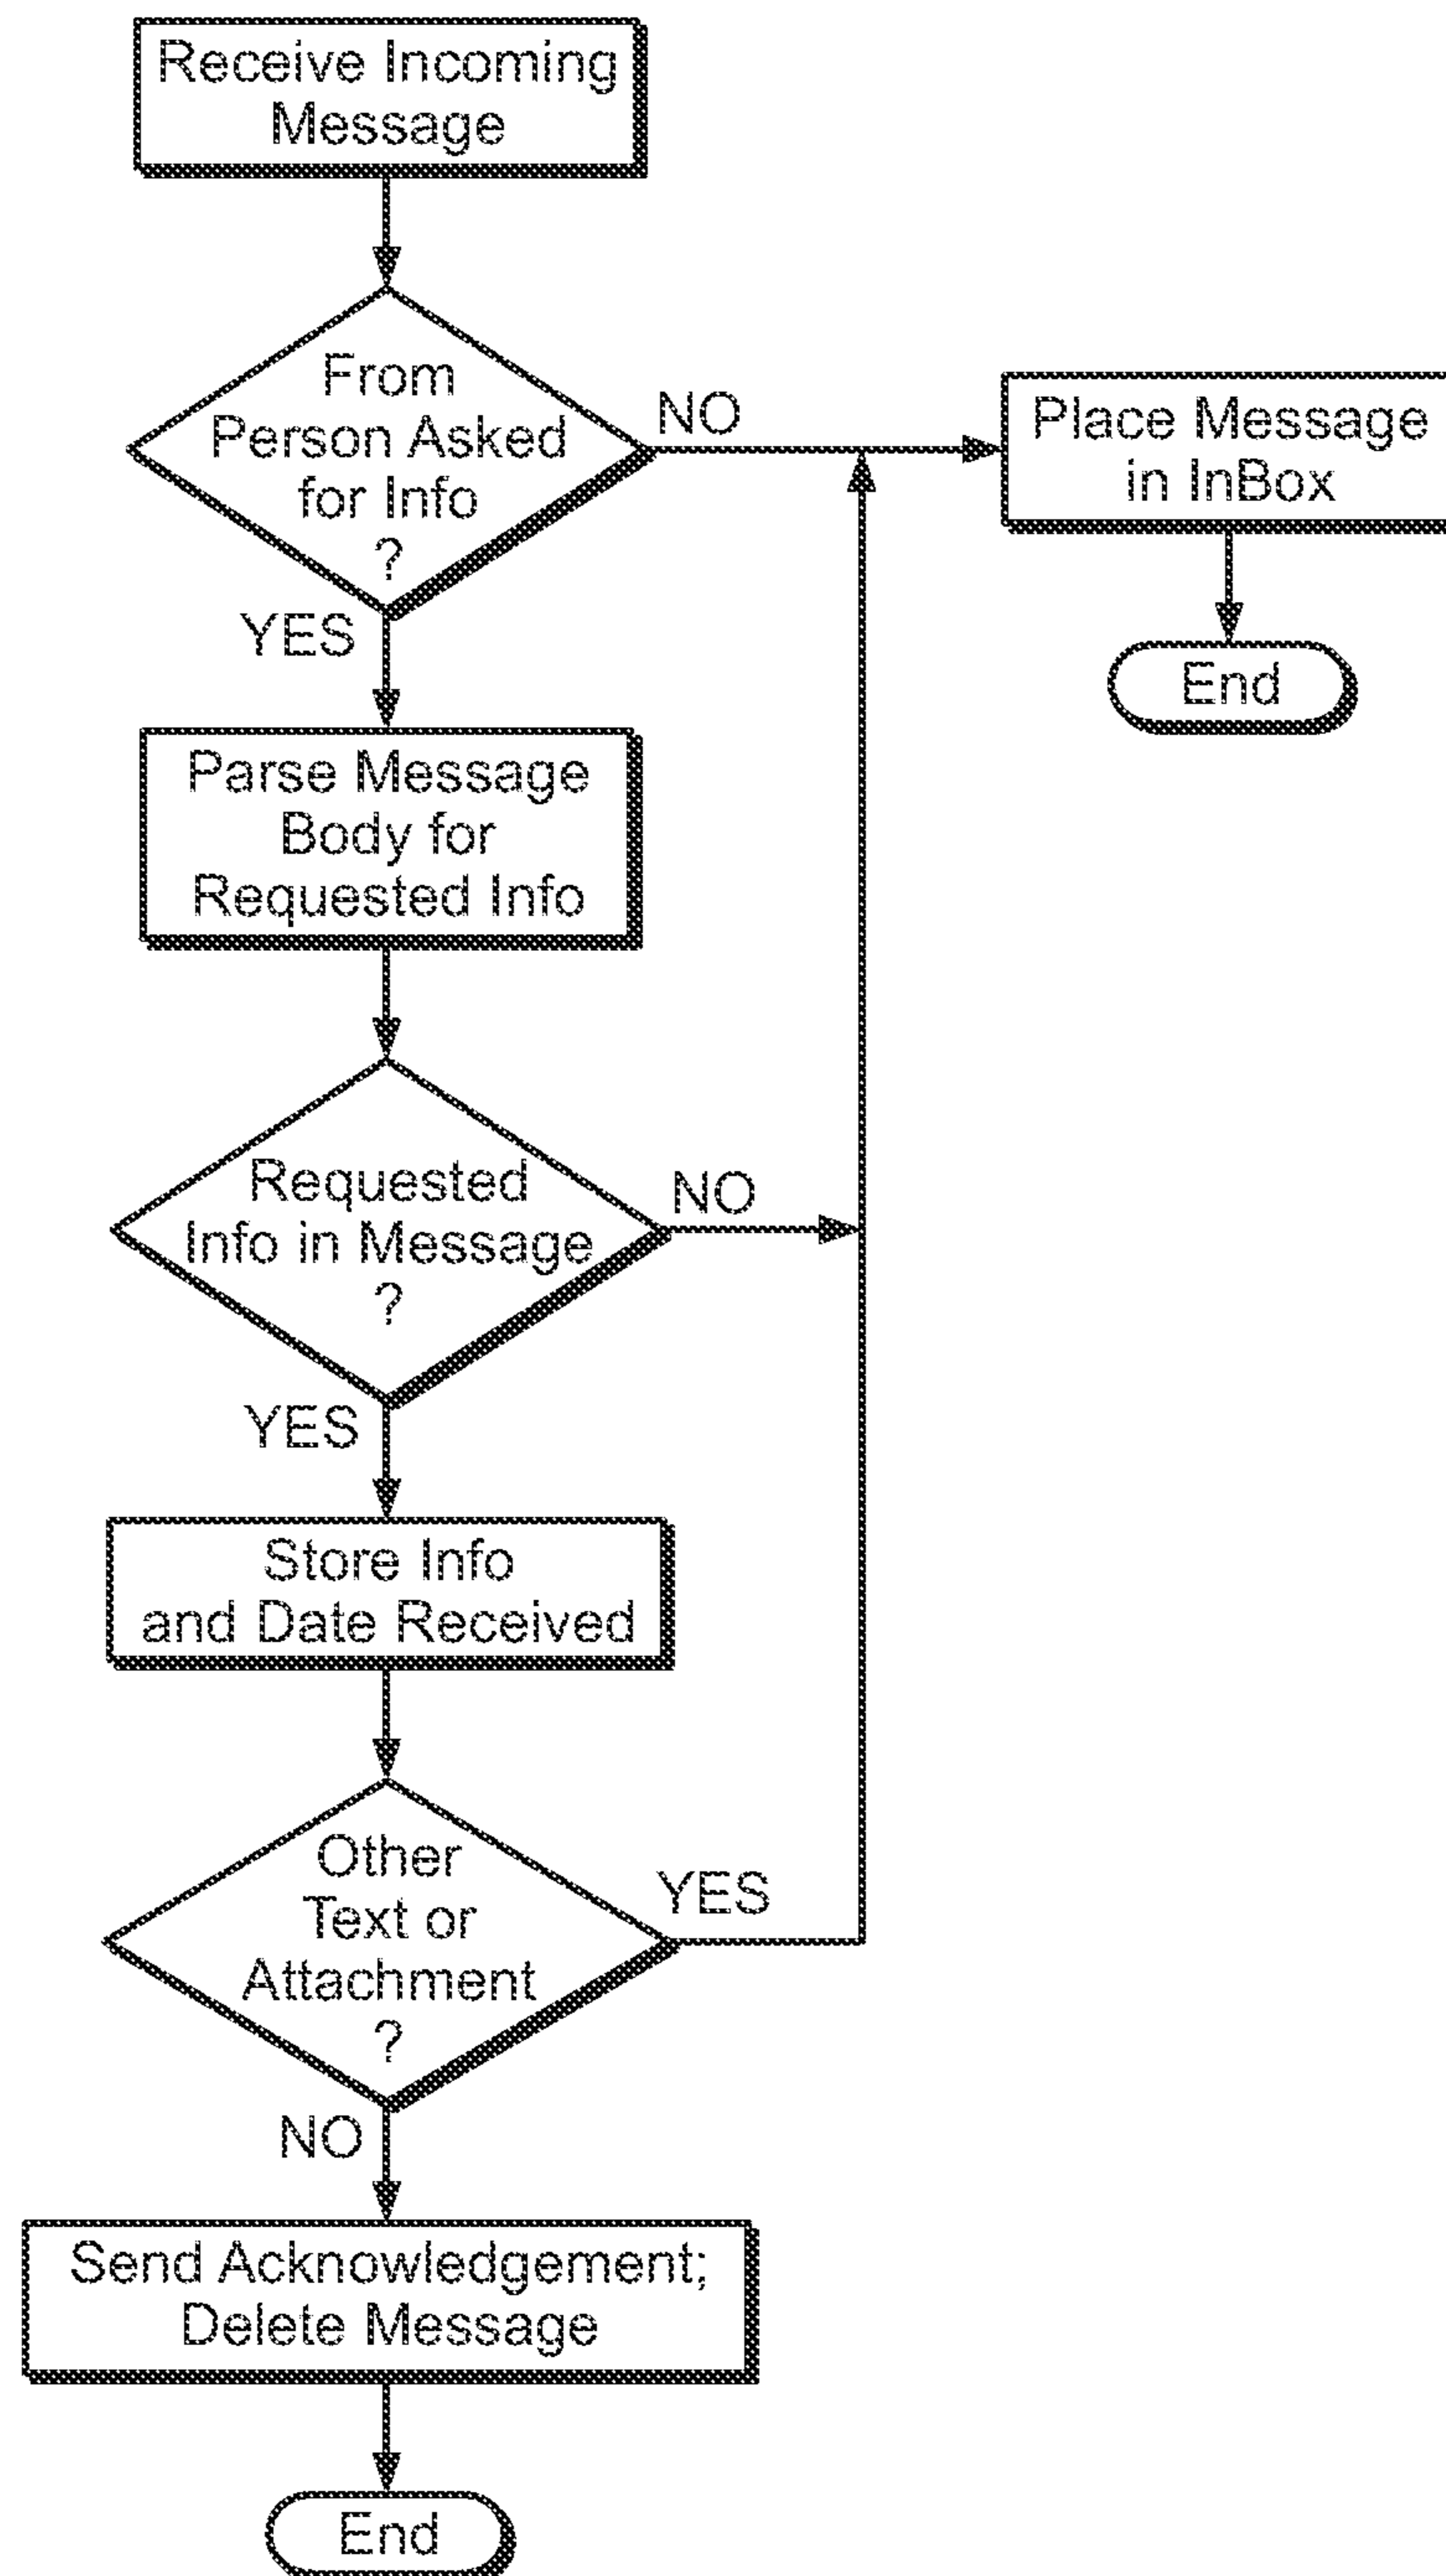 Receive Incoming
Message
From
Person Asked
for Info
?
NO
Place Message
in InBox
End
YES
Parse Message
Body for
Requested Info
Requested
Info in Message
?
NO
YES
Store Info
and Date Received
Other
Text or
Attachment
?
YES
NO
Send Acknowledgement;
Delete Message
End